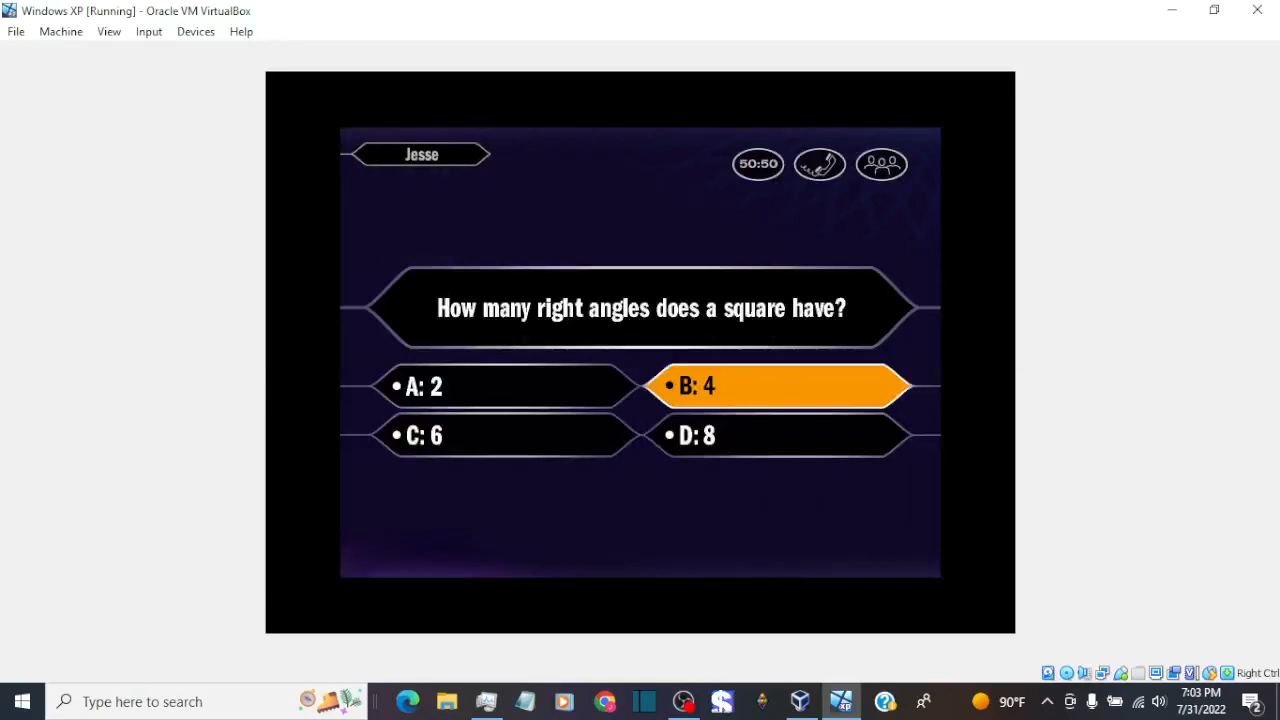 Windows XP [Running] - Oracle VM VirtualBox
File Machine View Input Devices Help
Jesse
50:50
How many right angles does a square have?
• A: 2
• B: 4
• C: 6
• D: 8
Right Ctrl
Type here to search
XP
90°F
7:03 PM
7/31/2022
2